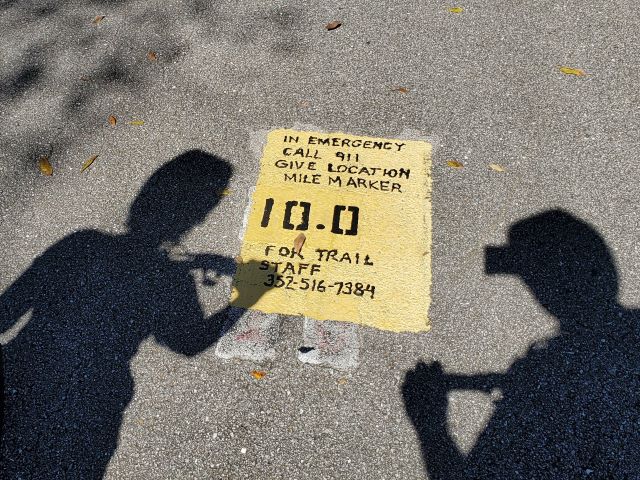 IN EMERGENCY
CALL 911
GIVE LOCATION
MILE MARKER
10.0
FOR TRAIL
STAFF
352-516-7384